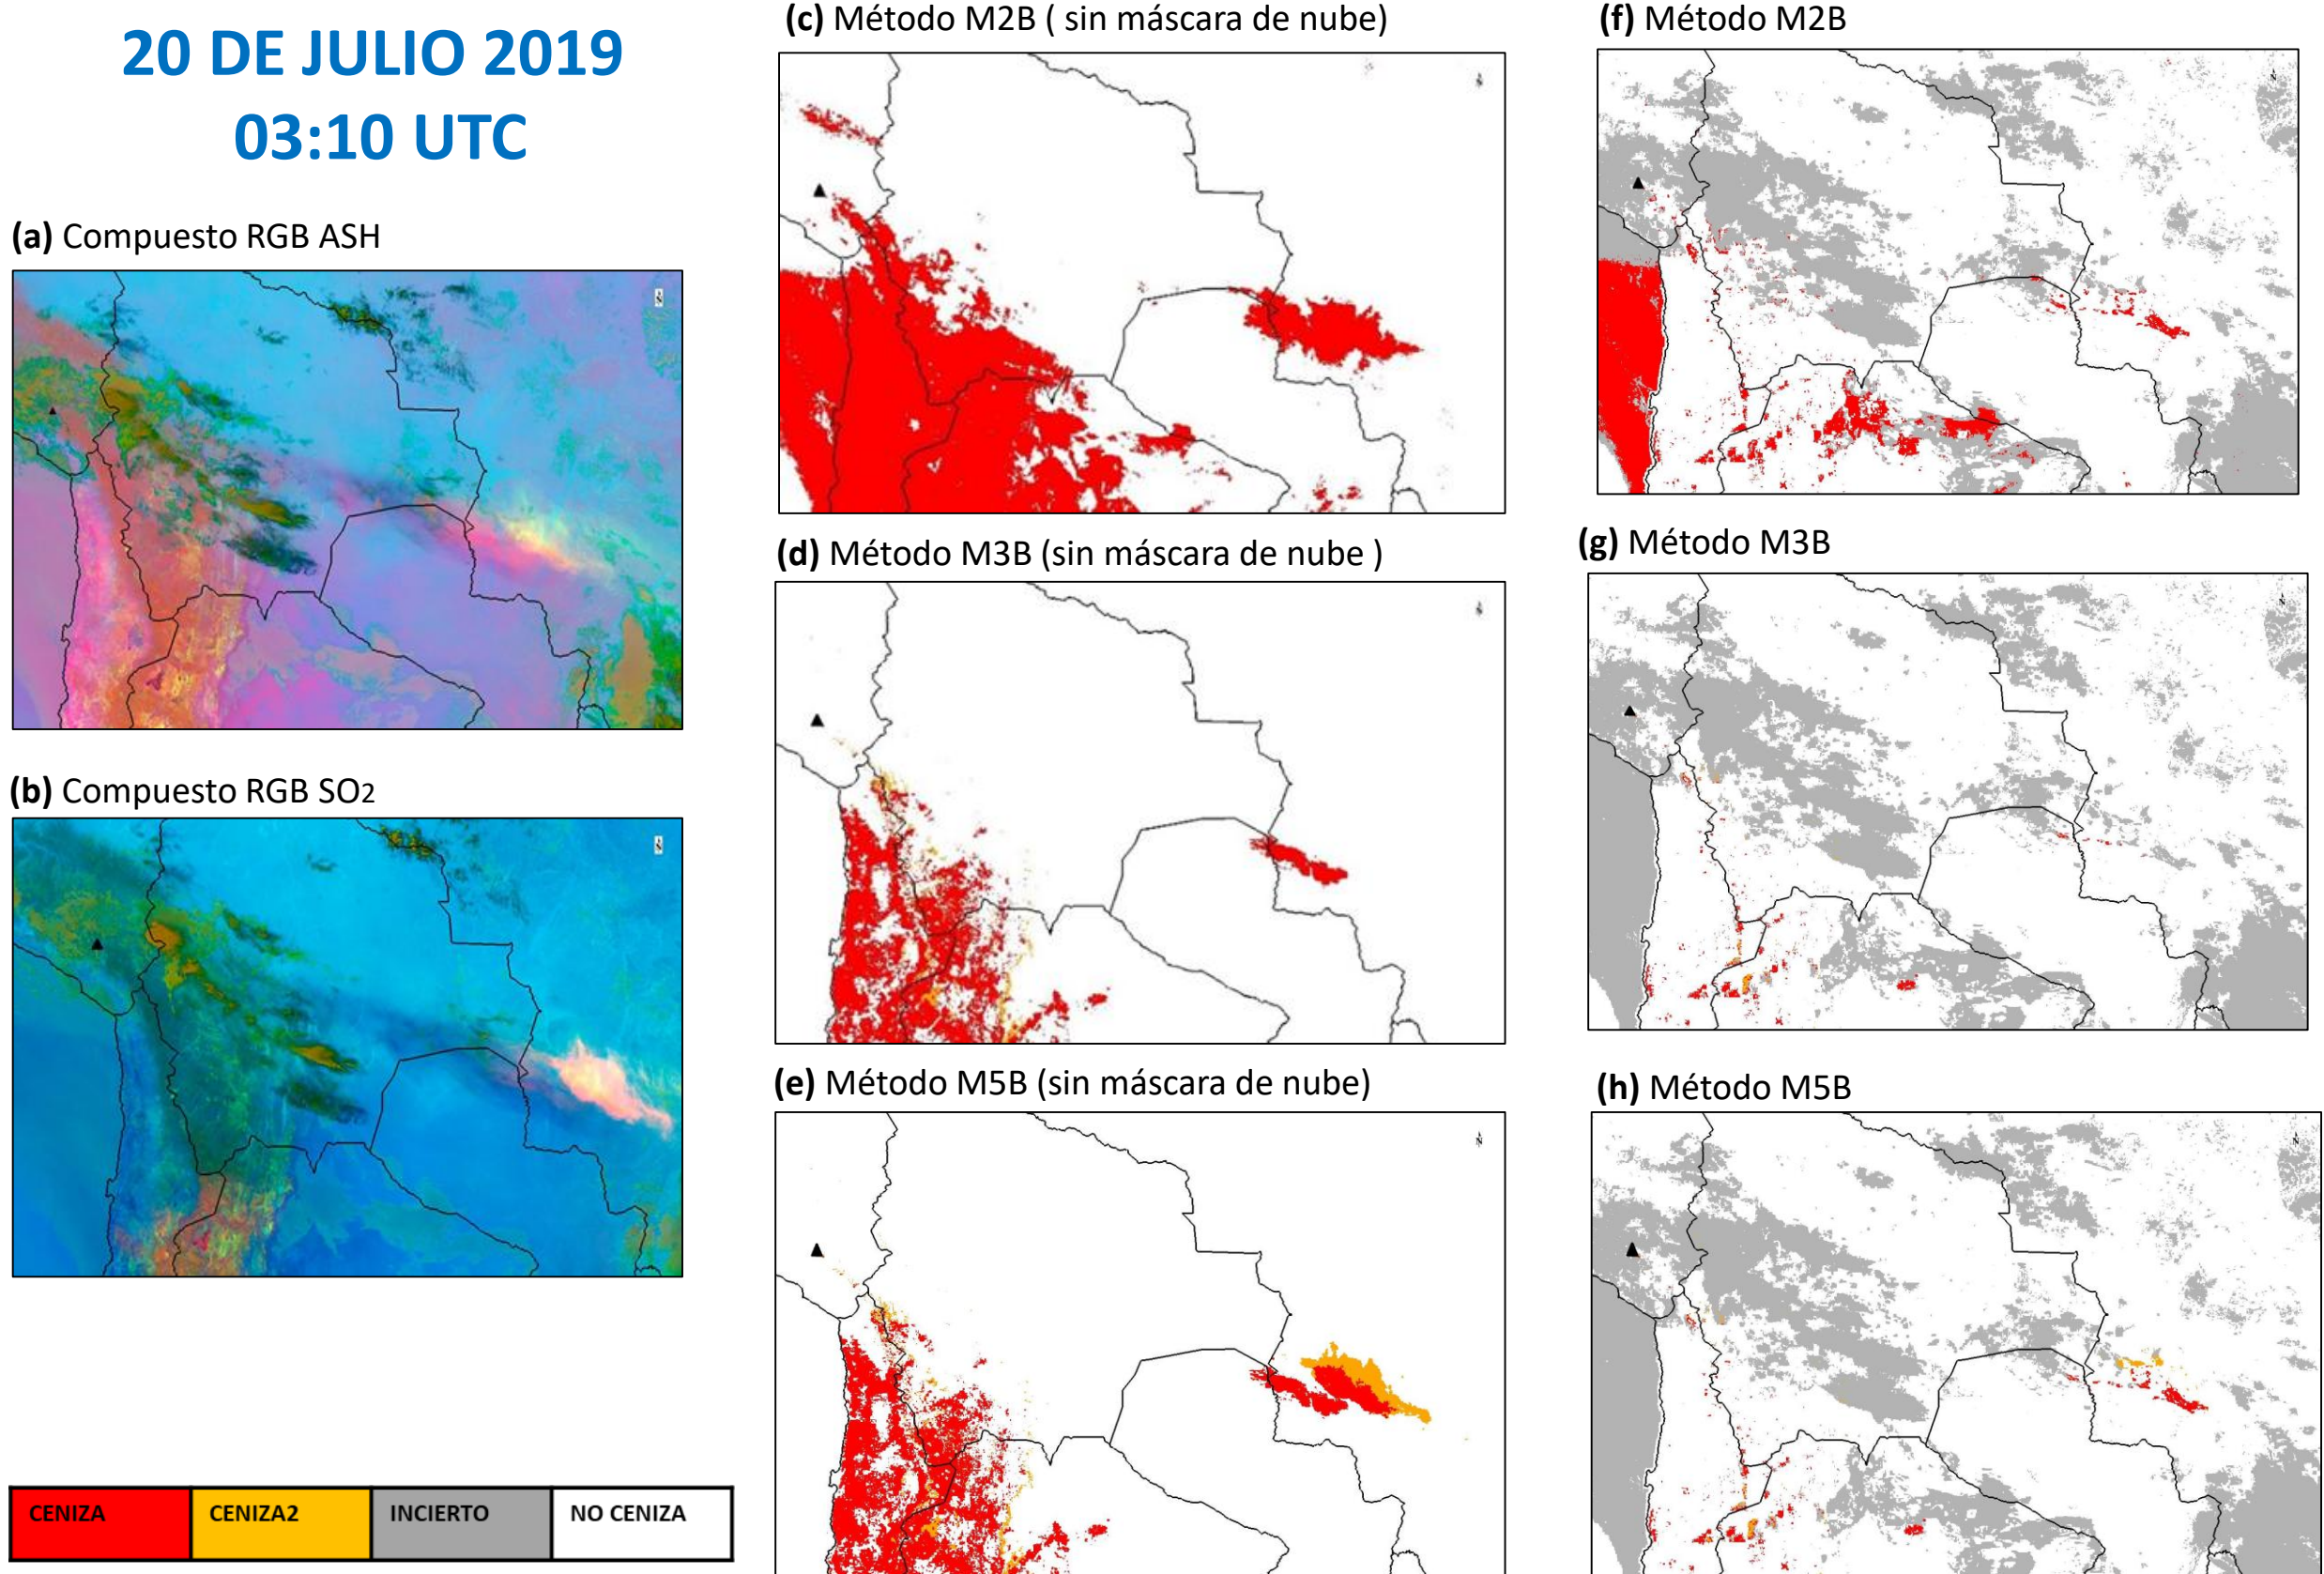 20 DE JULIO 2019
03:10 UTC
(a) Compuesto RGB ASH
(b) Compuesto RGB SO2
CENIZA
CENIZA2
INCIERTO
NO CENIZA
(c) Método M2B ( sin máscara de nube)
(d) Método M3B (sin máscara de nube )
(e) Método M5B (sin máscara de nube)
(f) Método M2B
(g) Método M3B
(h) Método M5B